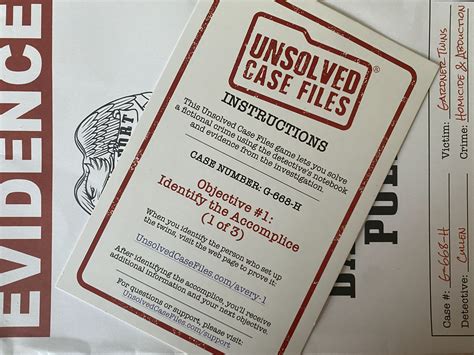 EVIDENCE
UNSOLVED
CASE FILES®
INSTRUCTIONS
This Unsolved Case Files game lets you solve
a fictional crime using the detective's notebook
and evidence from the investigation.
CASE NUMBER: G-668-H
Objective #1:
Identify the Accomplice
(1 of 3)
When you identify the person who set up
the twins, visit the web page to prove it:
UnsolvedCaseFiles.com/avery-1
After identifying the accomplice, you'll receive
additional information and your next objective.
For questions or support, please visit:
UnsolvedCaseFiles.com/support
PORT
PO
Case #: G-668-H Victim: GARDNER TWINS
Detective: CULLEN Crime: HOMICIDE & ABDUCTION